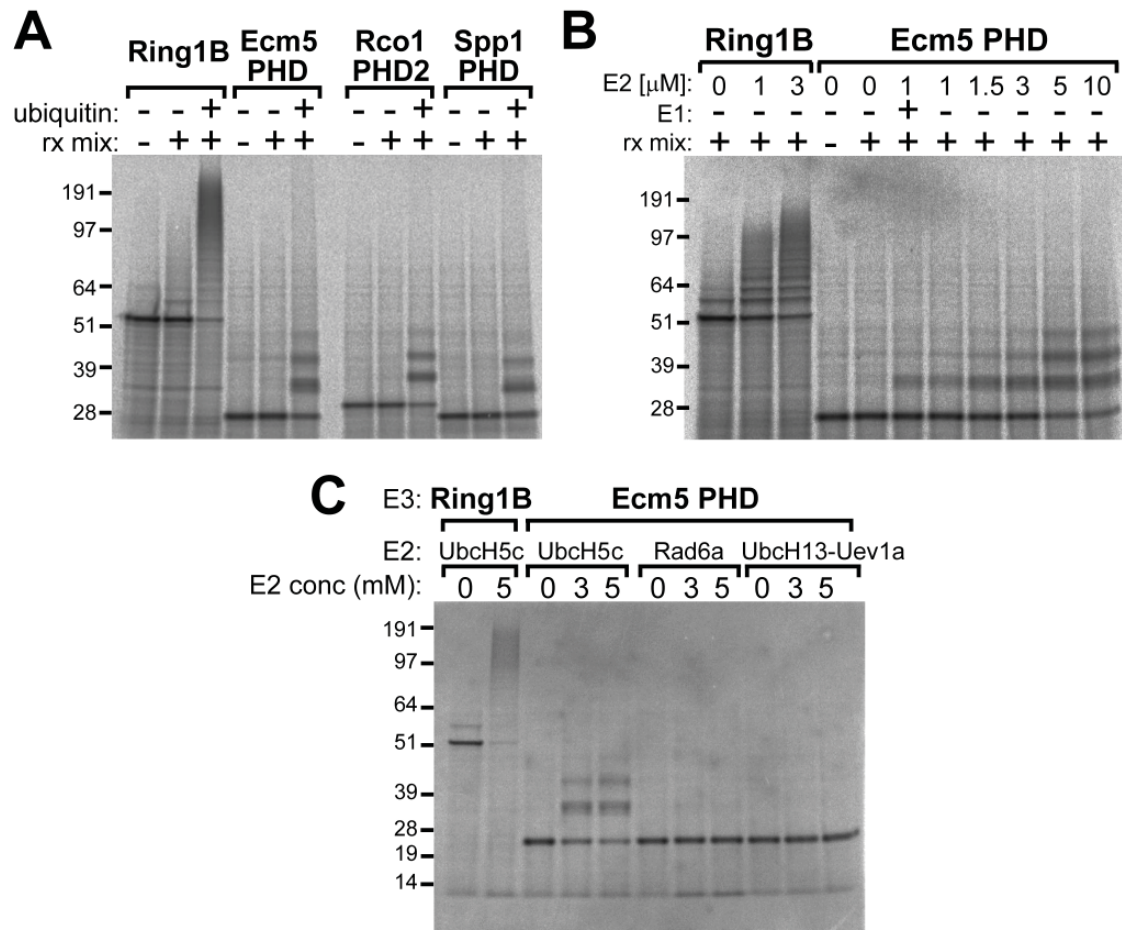 A
Ring1B Ecm5 PHD Rco1 PHD2 Spp1 PHD
ubiquitin: - - + - - + - - + - - +
rx mix: - + + - + + - + + - + +
191
97
64
51
39
28
B
Ring1B Ecm5 PHD
E2 [µM] 0 1 3 0 0 1 1 1.5 3 5 10
E1: - - - - - + - - - - -
rx mix: + + + - + + + + + + +
191
97
64
51
39
28
C
E3: Ring1B Ecm5 PHD
E2: UbcH5c UbcH5c Rad6a UbcH13-Uev1a
E2 conc (mM): 0 5 0 3 5 0 3 5 0 3 5
191
97
64
51
39
28
19
14